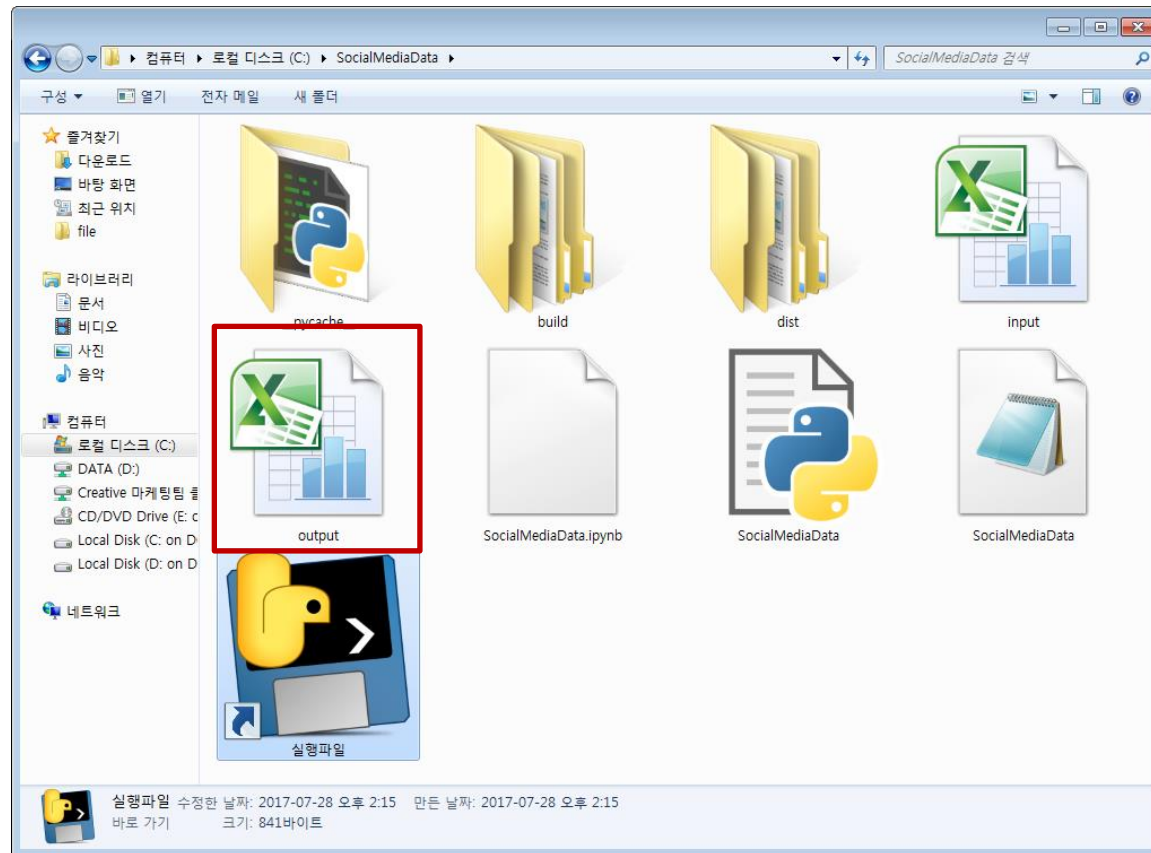 컴퓨터 ▸ 로컬 디스크 (C:) ▸ SocialMediaData ▸
SocialMediaData 검색
구성 열기 전자 메일 새 폴더
즐겨찾기
다운로드
바탕 화면
최근 위치
file
라이브러리
문서
비디오
사진
음악
컴퓨터
로컬 디스크 (C:)
DATA (D:)
Creative 마케팅팀
CD/DVD Drive (E:
Local Disk (C: on
Local Disk (D: on
네트워크
pycache
build
dist
input
output
SocialMediaData.ipynb
SocialMediaData
SocialMediaData
실행파일
실행파일 수정한 날짜: 2017-07-28 오후 2:15 만든 날짜: 2017-07-28 오후 2:15
바로 가기 크기: 841바이트